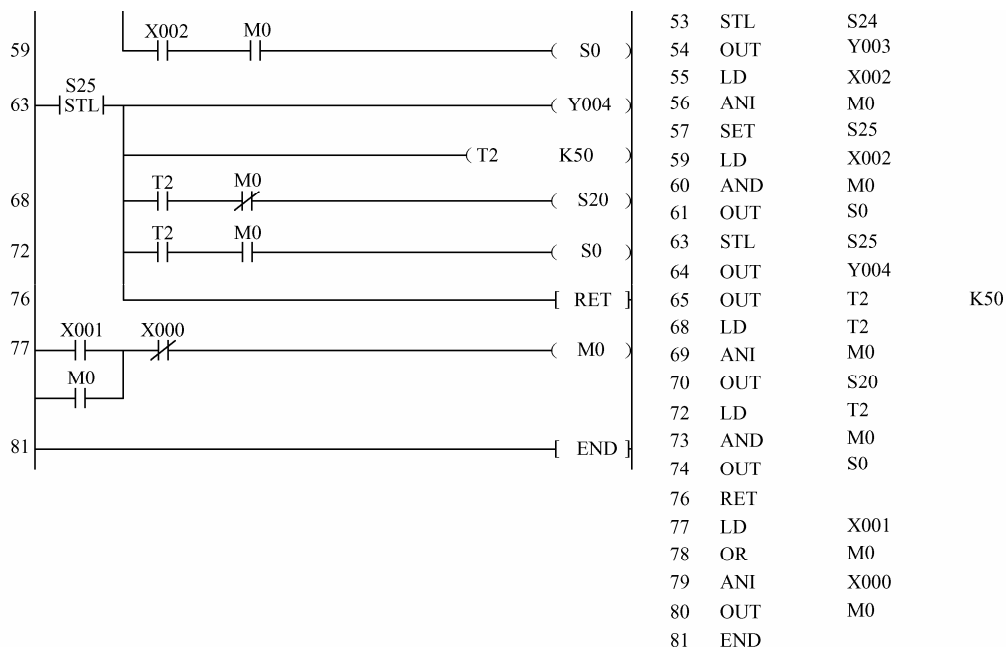 X002 M0
59 ( S0 )
S25
63 STL ( Y004 )
( T2 K50 )
T2 M0
68 ( S20 )
T2 M0
72 ( S0 )
76 [ RET ]
X001 X000
77 ( M0 )
M0
81 [ END ]
53 STL S24
54 OUT Y003
55 LD X002
56 ANI M0
57 SET S25
59 LD X002
60 AND M0
61 OUT S0
63 STL S25
64 OUT Y004
65 OUT T2 K50
68 LD T2
69 ANI M0
70 OUT S20
72 LD T2
73 AND M0
74 OUT S0
76 RET
77 LD X001
78 OR M0
79 ANI X000
80 OUT M0
81 END